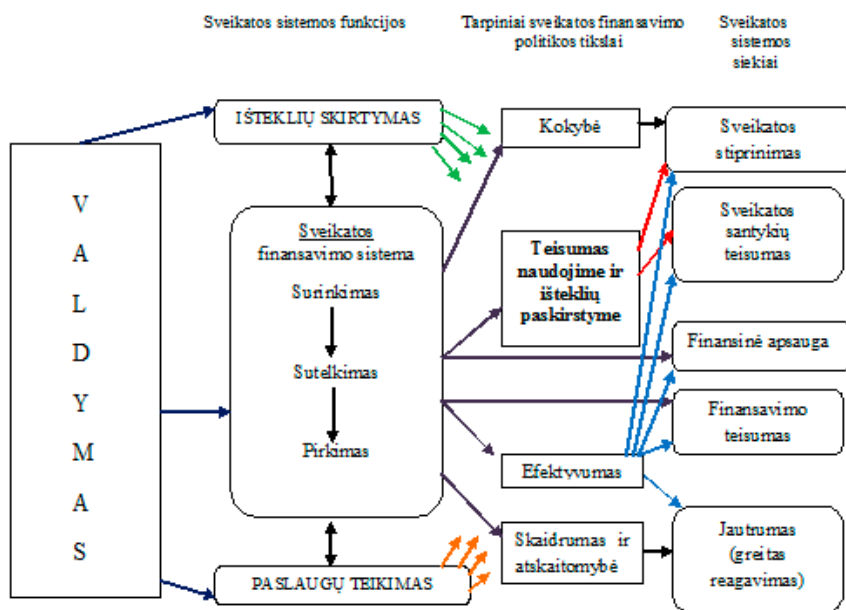 Sveikatos sistemos funkcijos
Tarpiniai sveikatos finansavimo
politikos tikslai
Sveikatos
sistemos
siekiai
V
A
L
D
Y
M
A
S
IŠTEKLIŲ SKIRTYMAS
Sveikatos
finansavimo sistema
Surinkimas
Sutelkimas
Pirkimas
PASLAUGŲ TEIKIMAS
Kokybė
Teisumas
naudojime ir
išteklių
paskirstyme
Efektyvumas
Skaidrumas ir
atskaitomybė
Sveikatos
stiprinimas
Sveikatos
santykių
teisumas
Finansinė apsauga
Finansavimo
teisumas
Jautrumas
(greitas
reagavimas)